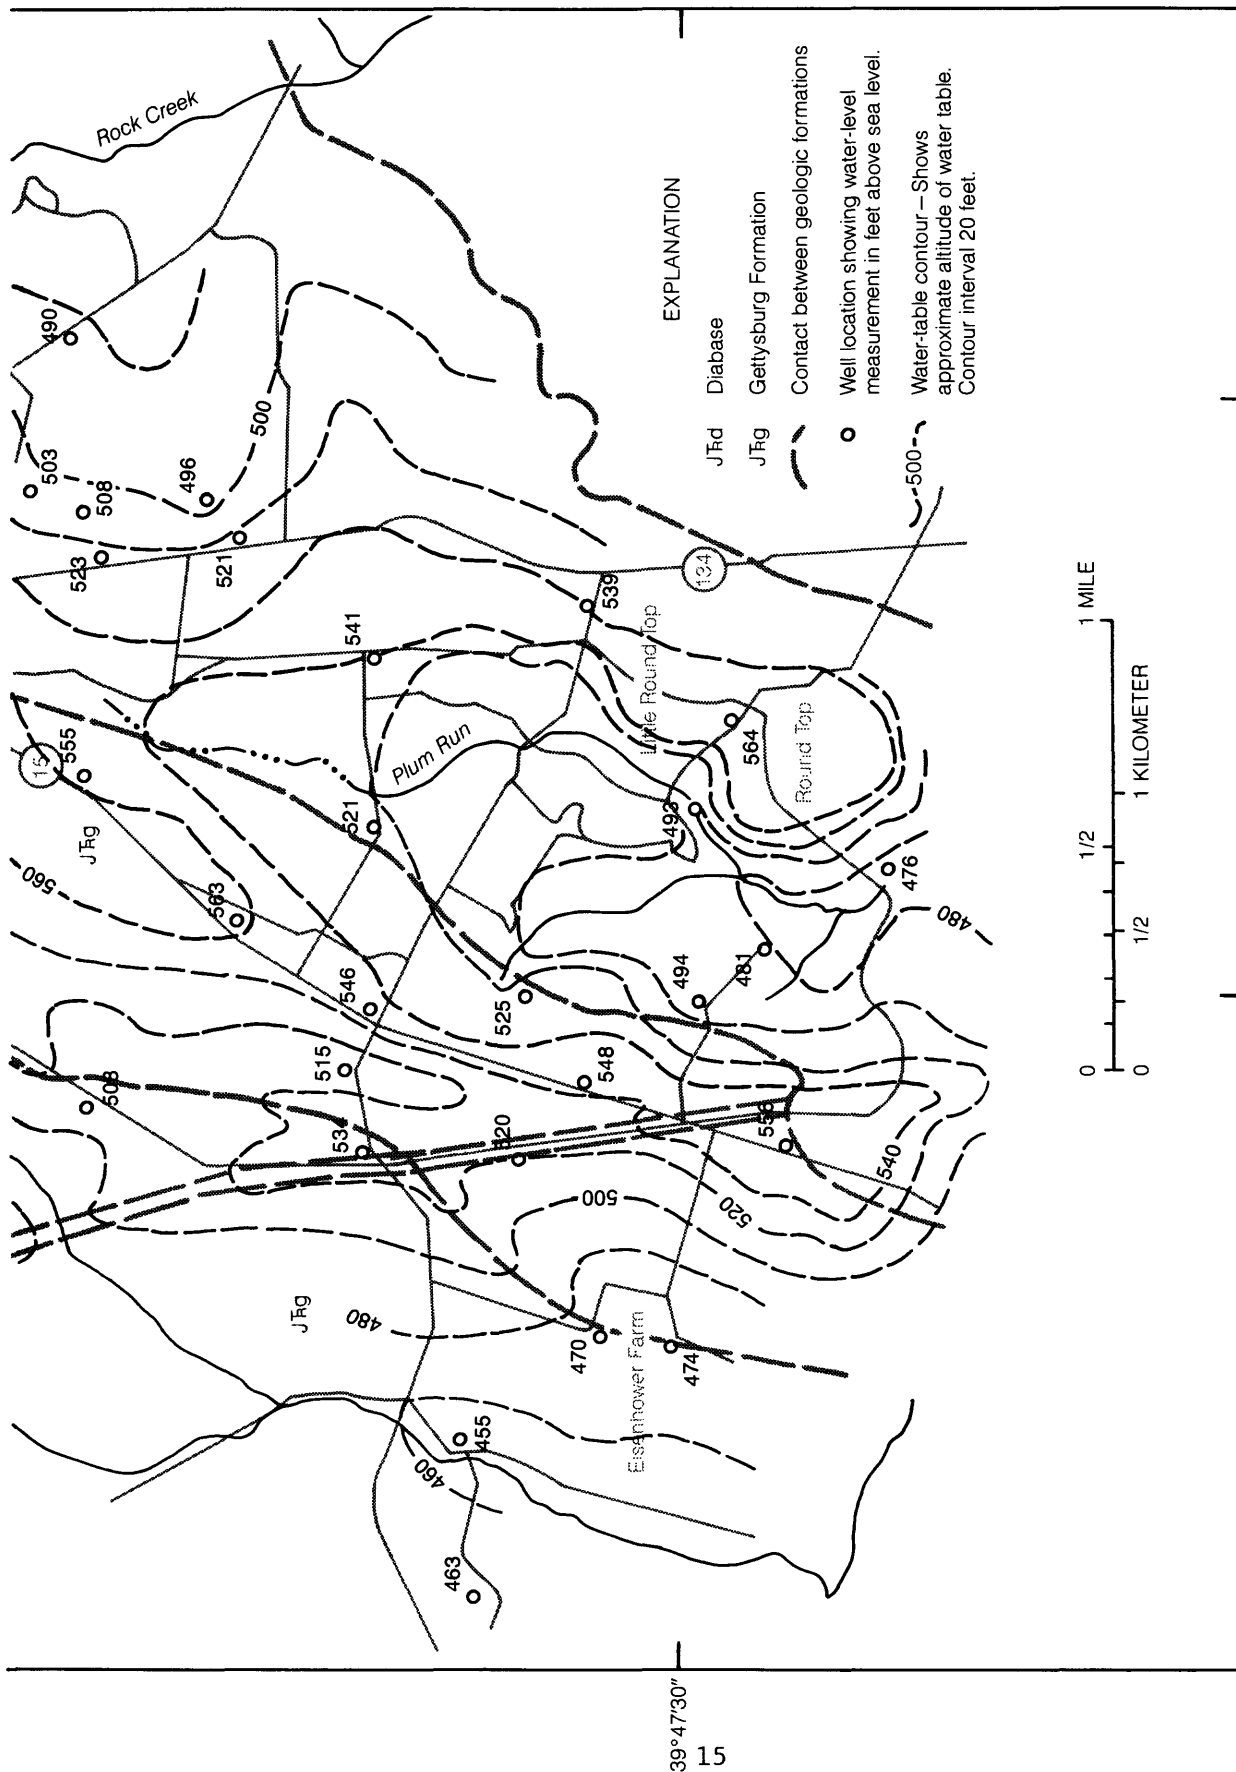 Rock Creek
490
503
508
496
500
523
521
541
539
134
Little Round Top
564
Round Top
15
555
JTRg
560
563
521
Plum Run
493
476
480
546
525
494
481
515
548
508
520
556
540
520
500
JTRg
480
470
474
Eisenhower Farm
455
460
463
EXPLANATION
JTRd Diabase
JTRg Gettysburg Formation
Contact between geologic formations
Well location showing water-level
measurement in feet above sea level.
500
Water-table contour—Shows
approximate altitude of water table.
Contour interval 20 feet.
0 1/2 1 MILE
0 1/2 1 KILOMETER
39°47'30"
15